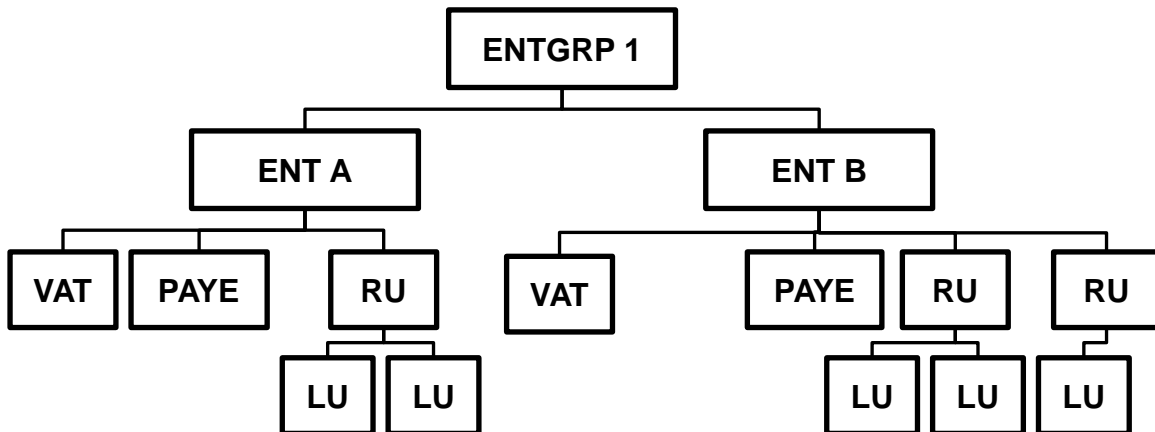 ENTGRP 1
ENT A
ENT B
VAT
PAYE
RU
VAT
PAYE
RU
RU
LU
LU
LU
LU
LU